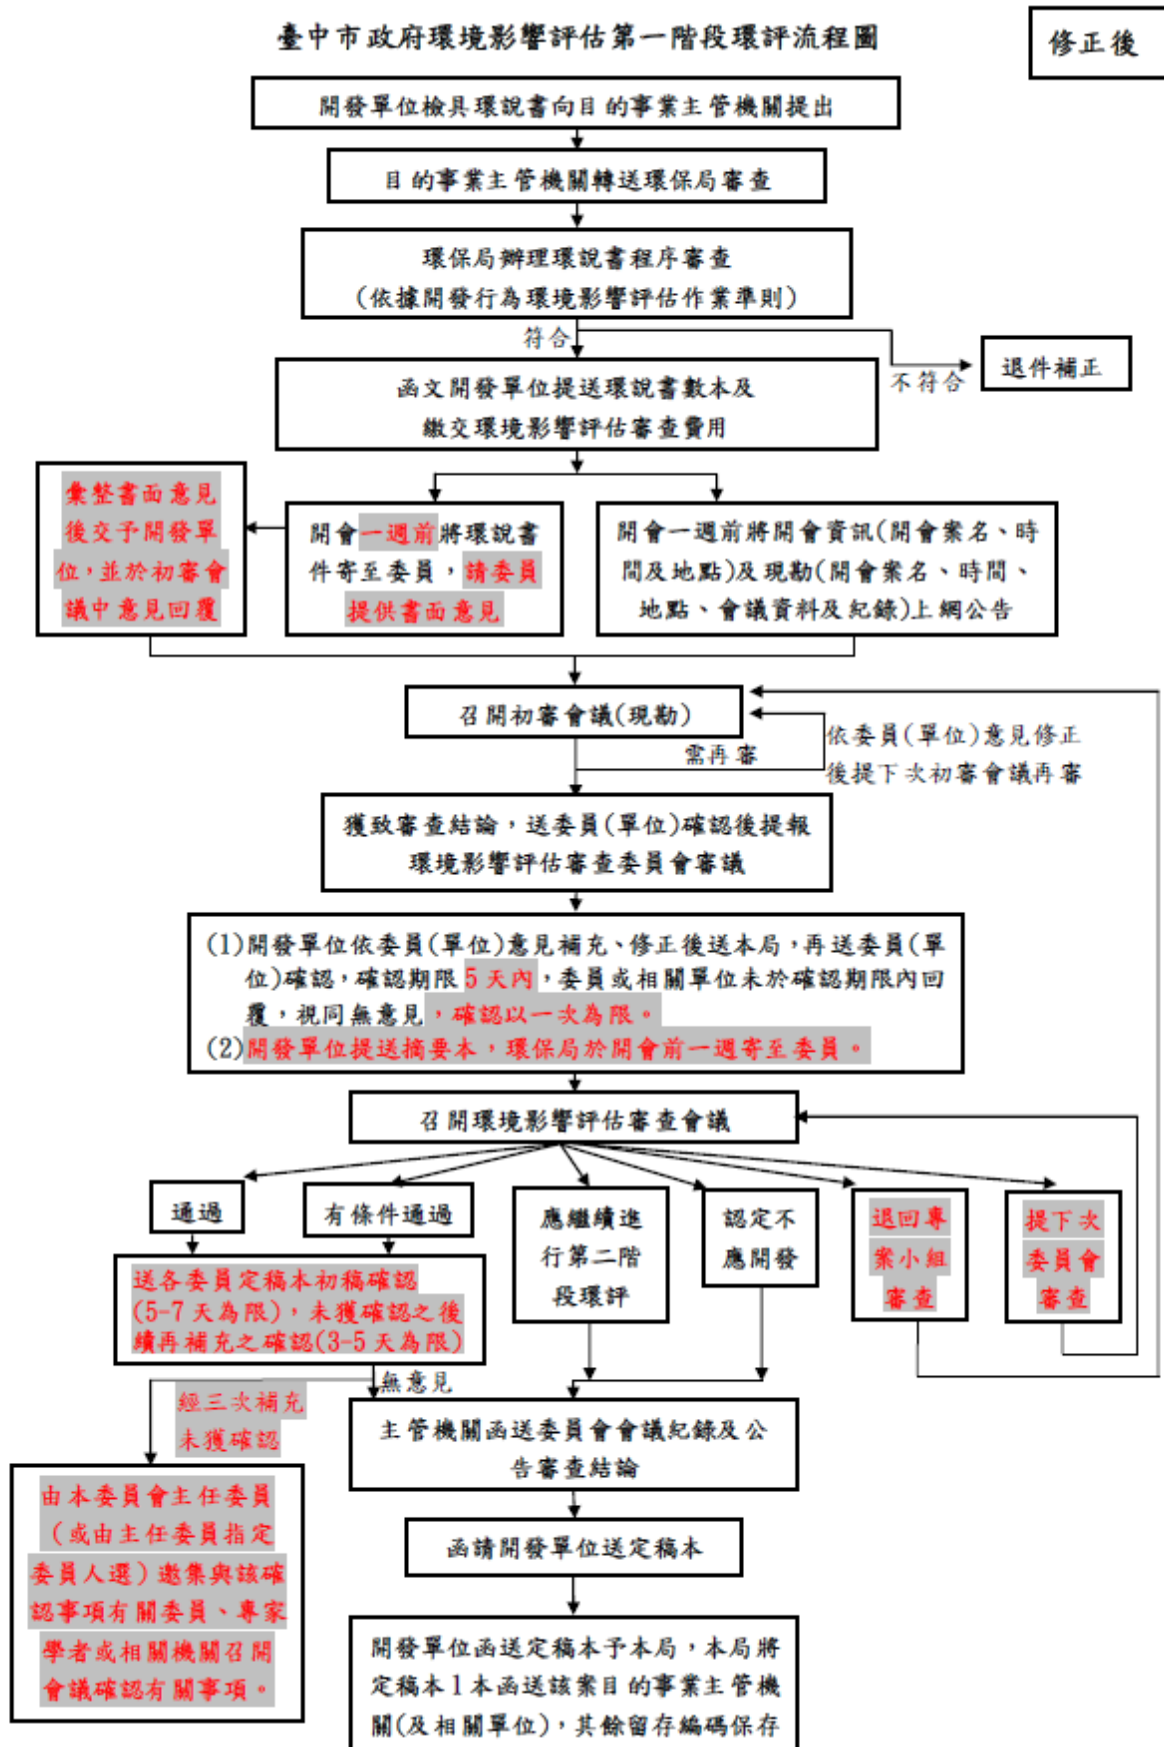 臺中市政府環境影響評估第一階段環評流程圖
修正後
開發單位檢具環說書向目的事業主管機關提出
目的事業主管機關轉送環保局審查
環保局辦理環說書程序審查
(依據開發行為環境影響評估作業準則)
符合
不符合
退件補正
函文開發單位提送環說書數本及
繳交環境影響評估審查費用
彙整書面意見
後交予開發單
位，並於初審會
議中意見回覆
開會一週前將環說書
件寄至委員，請委員
提供書面意見
開會一週前將開會資訊(開會案名、時
間及地點)及現勘(開會案名、時間、
地點、會議資料及紀錄)上網公告
召開初審會議(現勘)
需再審
依委員(單位)意見修正
後提下次初審會議再審
獲致審查結論，送委員(單位)確認後提報
環境影響評估審查委員會審議
(1)開發單位依委員(單位)意見補充、修正後送本局，再送委員(單
位)確認，確認期限5天內，委員或相關單位未於確認期限內回
覆，視同無意見，確認以一次為限。
(2)開發單位提送摘要本，環保局於開會前一週寄至委員。
召開環境影響評估審查會議
通過
有條件通過
應繼續進
行第二階
段環評
認定不
應開發
退回專
案小組
審查
提下次
委員會
審查
送各委員定稿本初稿確認
(5-7天為限)，未獲確認之後
續再補充之確認(3-5天為限)
無意見
經三次補充
未獲確認
主管機關函送委員會會議紀錄及公
告審查結論
由本委員會主任委員
(或由主任委員指定
委員人選)邀集與該確
認事項有關委員、專家
學者或相關機關召開
會議確認有關事項。
函請開發單位送定稿本
開發單位函送定稿本予本局，本局將
定稿本1本函送該案目的事業主管機
關(及相關單位)，其餘留存編碼保存